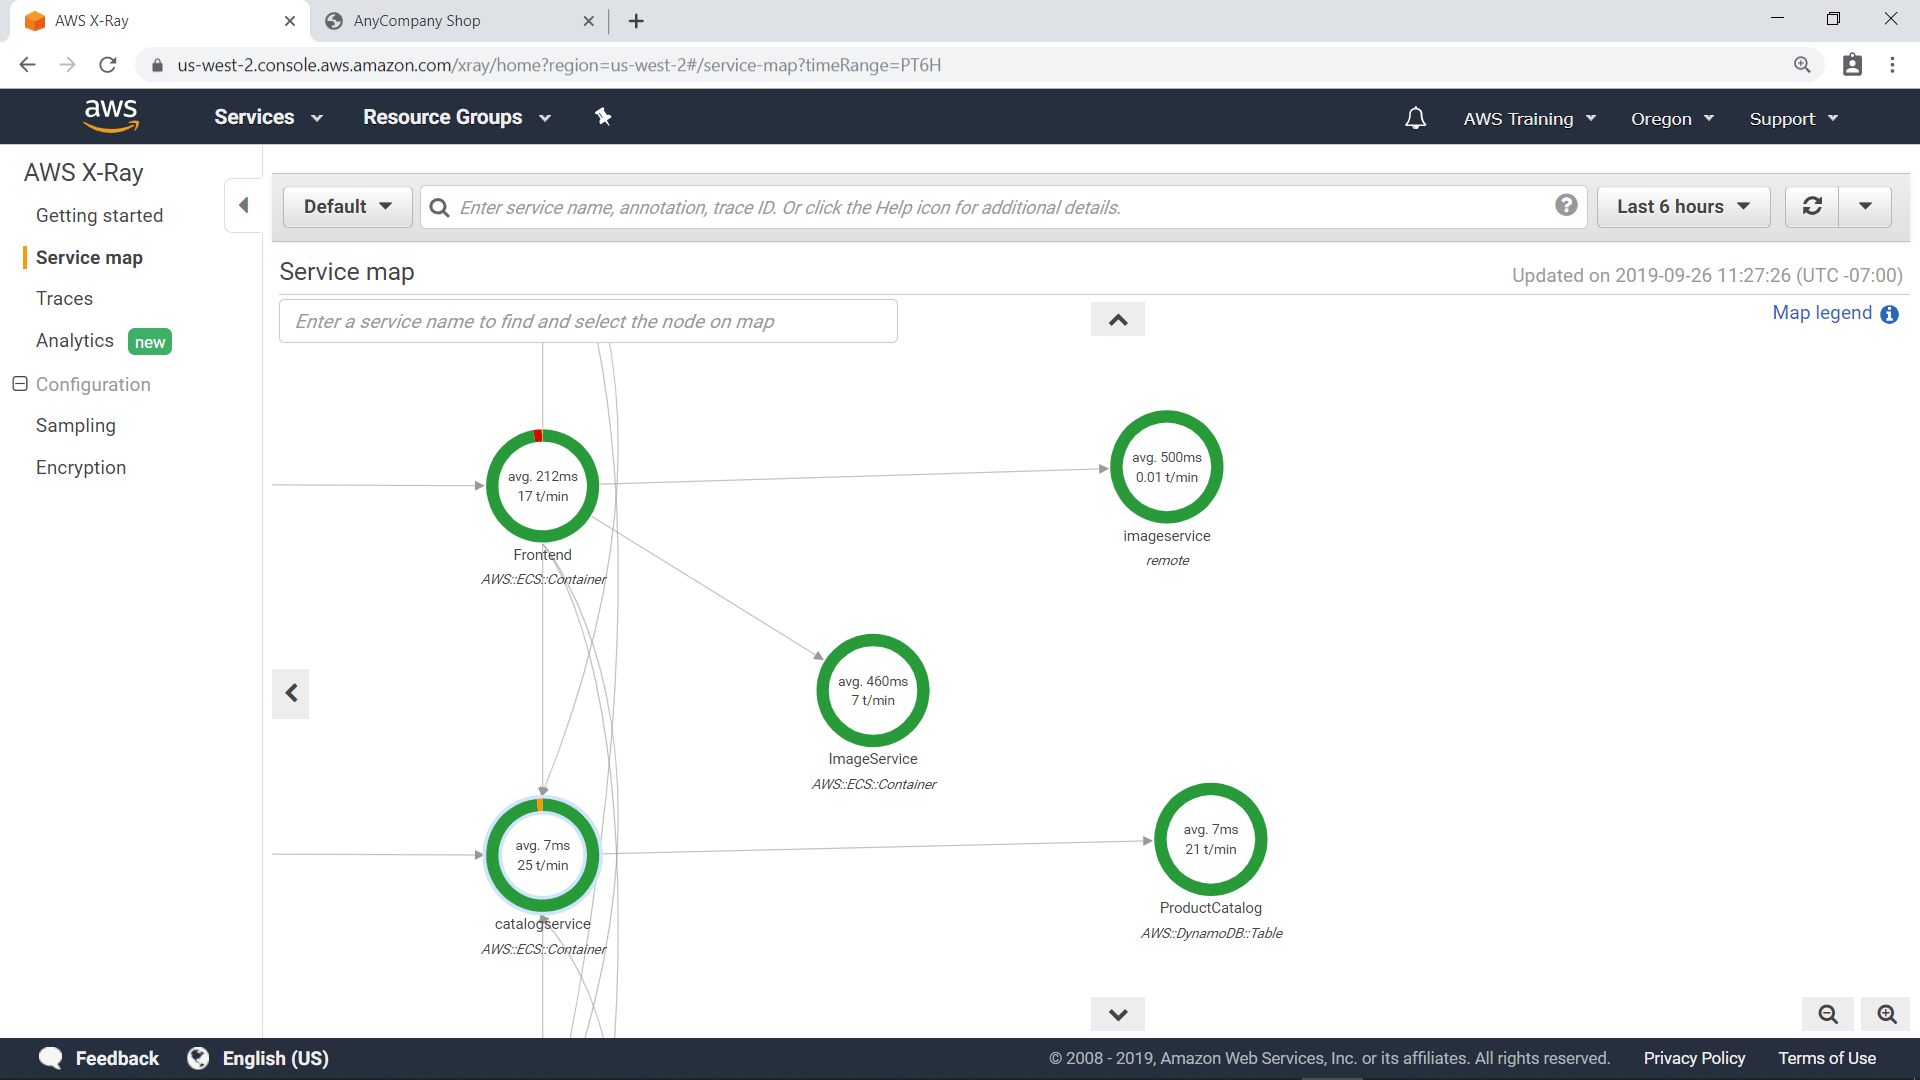 AWS X-Ray
AnyCompany Shop
us-west-2.console.aws.amazon.com/xray/home?region=us-west-2#/service-map?timeRange=PT6H
aws
Services
Resource Groups
AWS Training
Oregon
Support
AWS X-Ray
Getting started
Service map
Traces
Analytics new
Configuration
Sampling
Encryption
Default
Enter service name, annotation, trace ID. Or click the Help icon for additional details.
?
Last 6 hours
Service map
Updated on 2019-09-26 11:27:26 (UTC -07:00)
Enter a service name to find and select the node on map
Map legend i
avg. 212ms
17 t/min
Frontend
AWS::ECS::Container
avg. 500ms
0.01 t/min
imageservice
remote
avg. 460ms
7 t/min
ImageService
AWS::ECS::Container
avg. 7ms
25 t/min
catalogservice
AWS::ECS::Container
avg. 7ms
21 t/min
ProductCatalog
AWS::DynamoDB::Table
Feedback
English (US)
© 2008 - 2019, Amazon Web Services, Inc. or its affiliates. All rights reserved.
Privacy Policy
Terms of Use